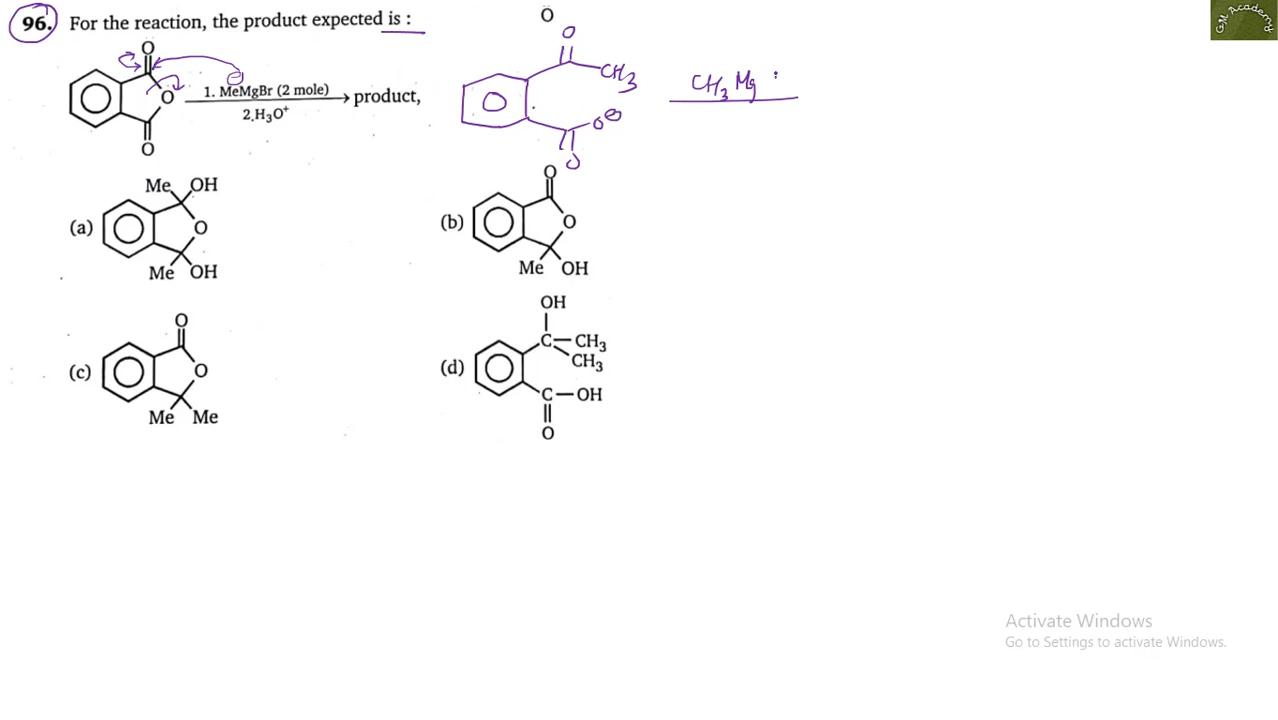 96. For the reaction, the product expected is :
O
O
O
O
1. MeMgBr (2 mole)
2.H₃O⁺
product,
O
CH₃
O
O⊖
O
CH₃ Mg
(a) Me OH
O
Me OH
(b) O
O
Me OH
(c) O
O
Me Me
(d) OH
C—CH₃
CH₃
C—OH
O
GM Academy
Activate Windows
Go to Settings to activate Windows.